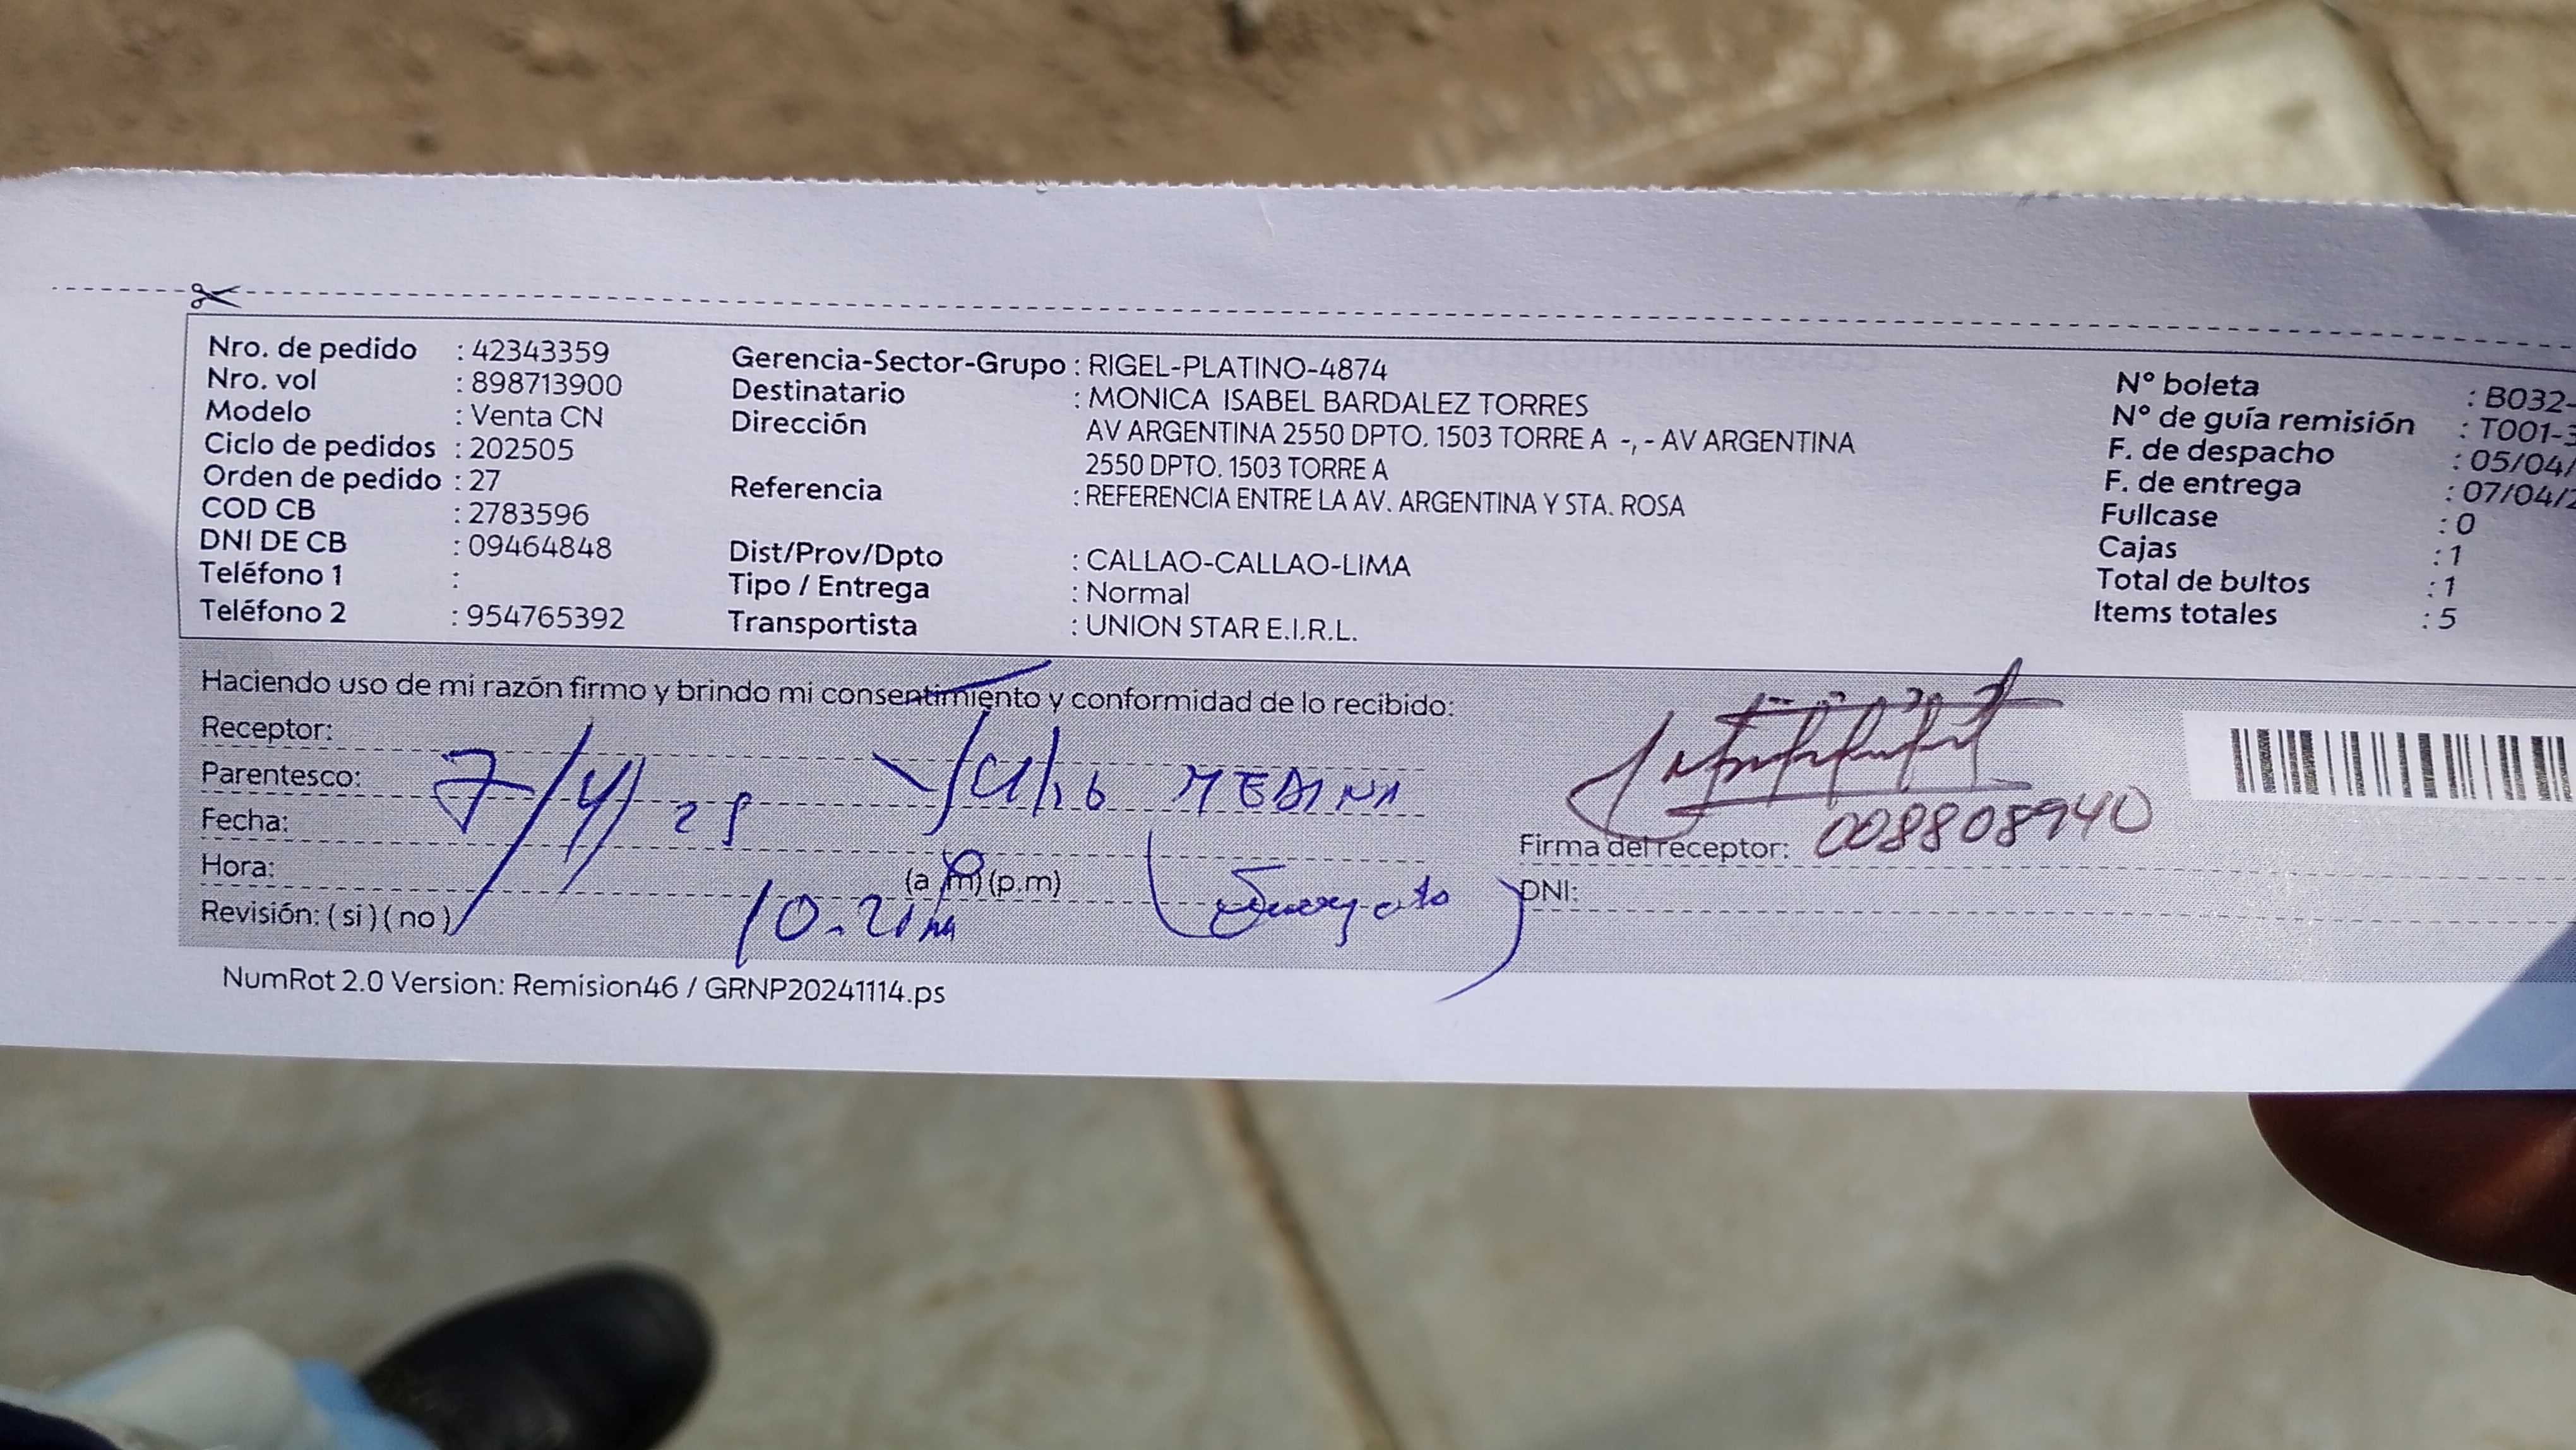 Nro. de pedido : 42343359
Nro. vol : 898713900
Modelo : Venta CN
Ciclo de pedidos : 202505
Orden de pedido : 27
COD CB : 2783596
DNI DE CB : 09464848
Teléfono 1 :
Teléfono 2 : 954765392
Gerencia-Sector-Grupo : RIGEL-PLATINO-4874
Destinatario : MONICA ISABEL BARDALEZ TORRES
Dirección AV ARGENTINA 2550 DPTO. 1503 TORRE A -, - AV ARGENTINA
2550 DPTO. 1503 TORRE A
Referencia : REFERENCIA ENTRE LA AV. ARGENTINA Y STA. ROSA
Dist/Prov/Dpto : CALLAO-CALLAO-LIMA
Tipo / Entrega : Normal
Transportista : UNION STAR E.I.R.L.
N° boleta : B032-
N° de guía remisión : T001-3
F. de despacho : 05/04/
F. de entrega : 07/04/2
Fullcase : 0
Cajas : 1
Total de bultos : 1
Items totales : 5
Haciendo uso de mi razón firmo y brindo mi consentimiento y conformidad de lo recibido:
Receptor:
Parentesco: 7/4/25 Julio MEDINA
Fecha:
Hora: (a.m)(p.m)
Revisión: (si)(no) 10.21
Firma del receptor: 008808940
DNI:
NumRot 2.0 Version: Remision46 / GRNP20241114.ps